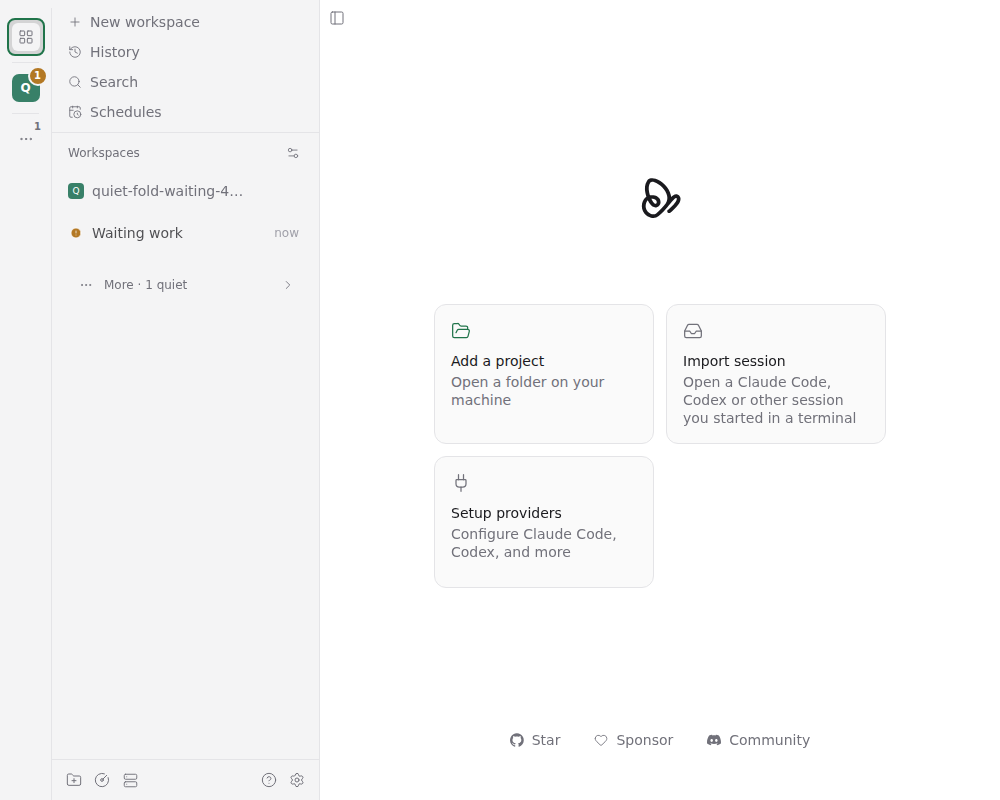 New workspace
History
Q
1
Search
Schedules
1
Workspaces
Q quiet-fold-waiting-4…
Waiting work now
More · 1 quiet
Add a project
Open a folder on your
machine
Import session
Open a Claude Code,
Codex or other session
you started in a terminal
Setup providers
Configure Claude Code,
Codex, and more
Star
Sponsor
Community